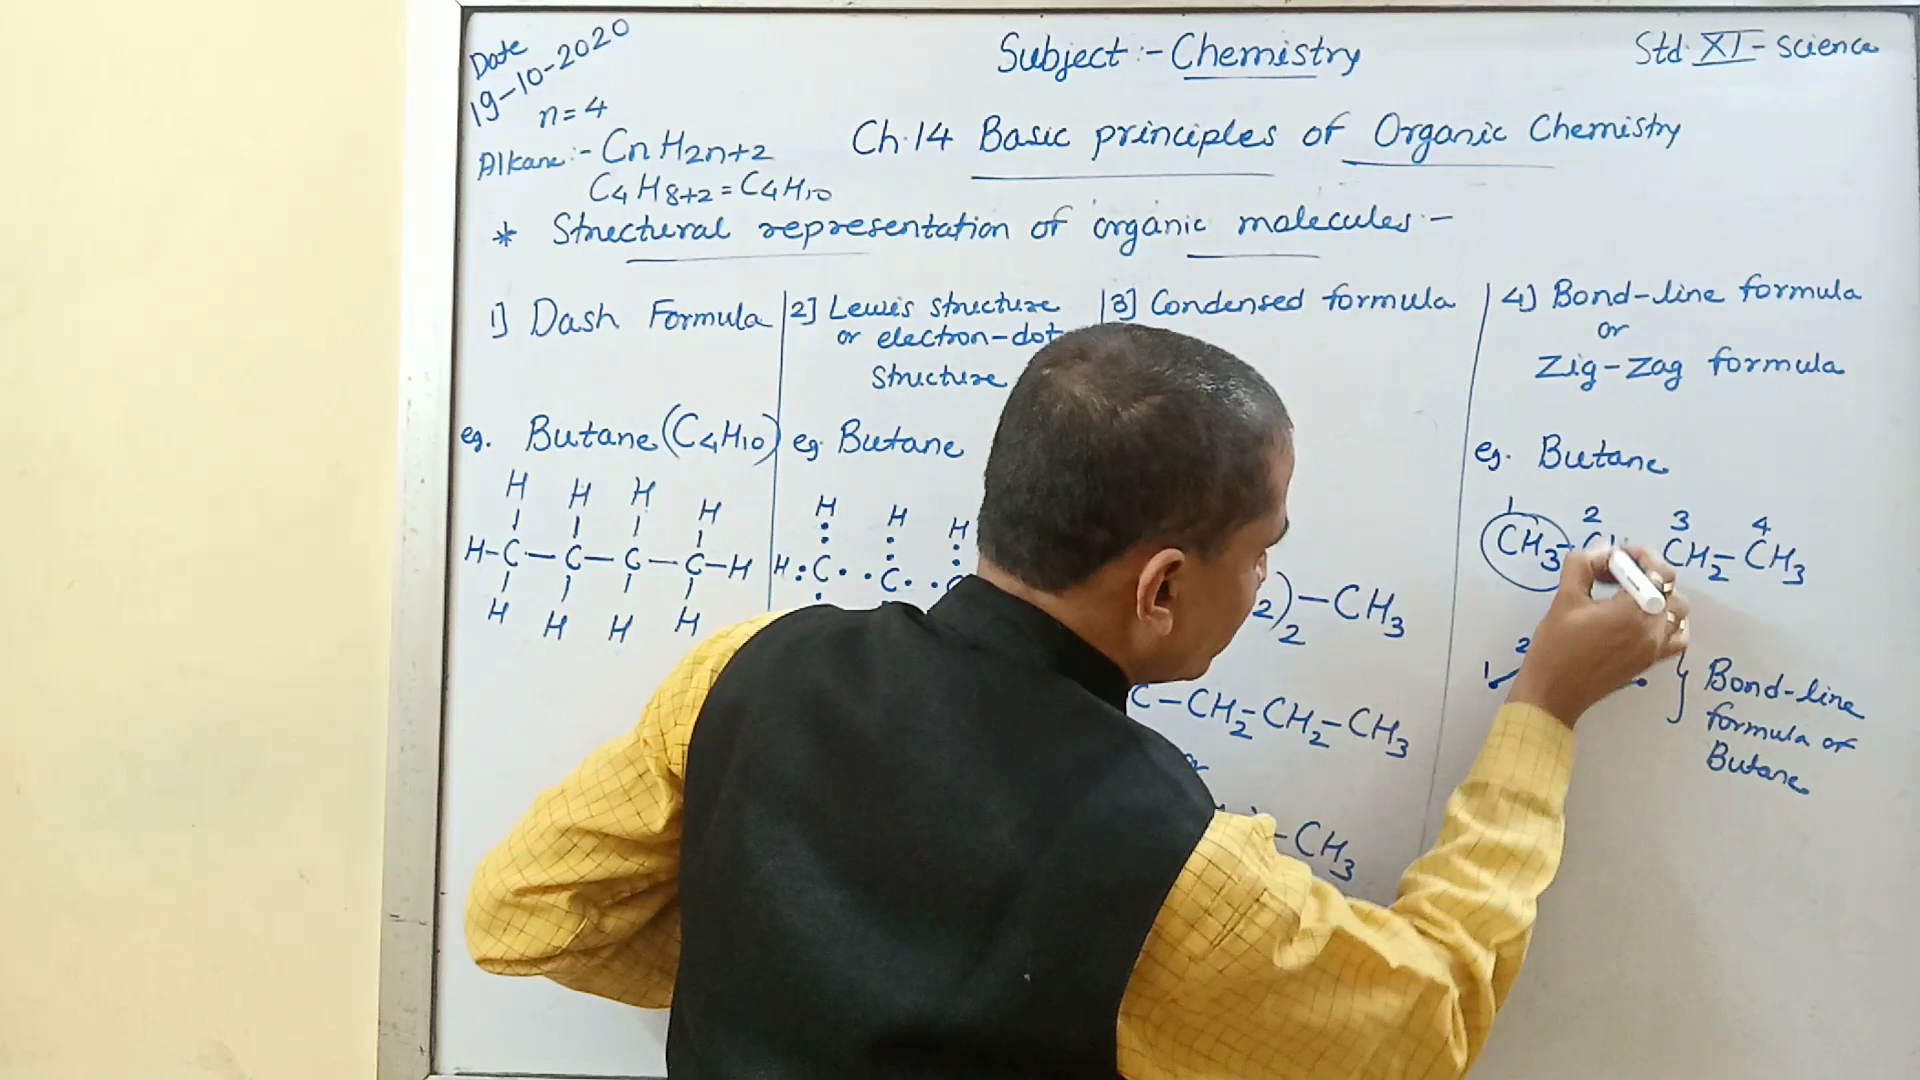 Date
19-10-2020
Subject :- Chemistry
Std. XI - science
n = 4
Alkane :- CnH2n+2
C4H8+2 = C4H10
Ch.14 Basic principles of Organic Chemistry
* Structural representation of organic molecules :-
1] Dash Formula
2] Lewis structure
or electron-dot
structure
3] Condensed formula
4] Bond-line formula
or
Zig-Zag formula
eg. Butane (C4H10)
H H H H
H-C-C-C-C-H
H H H H
eg. Butane
H H H
H : C · · C · ·
2)2-CH3
C-CH2-CH2-CH3
or
-CH3
eg. Butane
1 2 3 4
CH3- CH2-CH3
1 2
} Bond-line
formula of
Butane